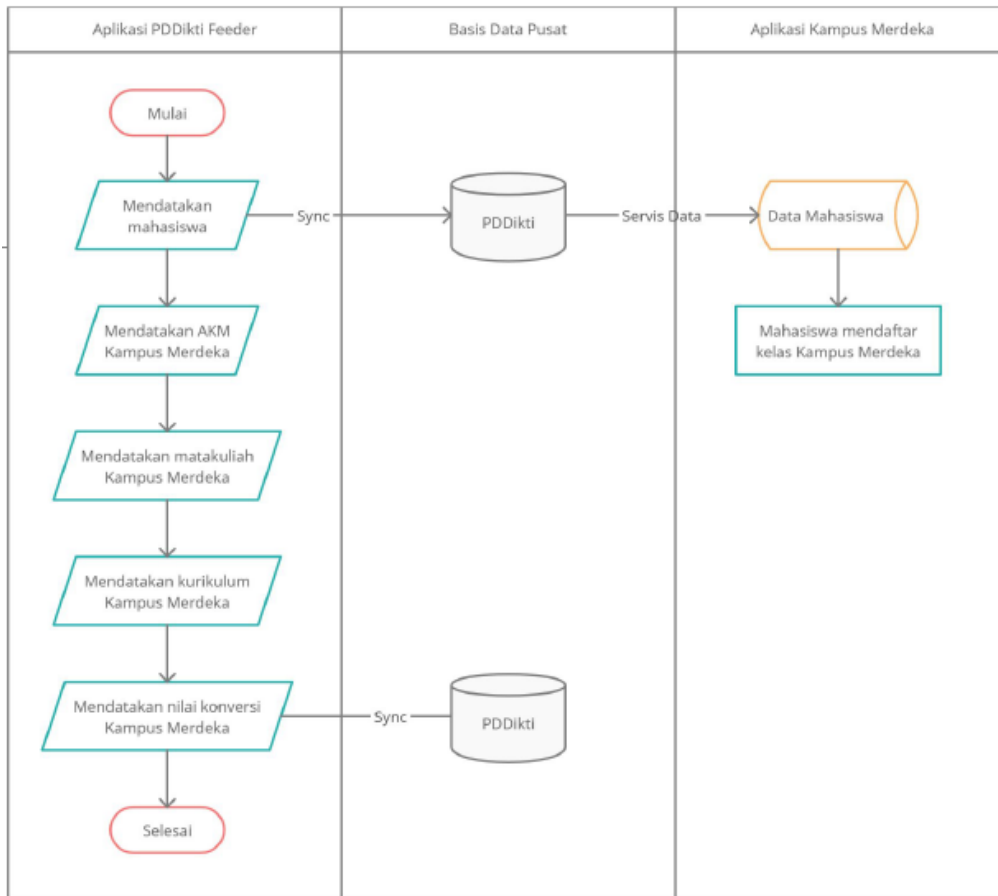 Aplikasi PDDikti Feeder
Basis Data Pusat
Aplikasi Kampus Merdeka
Mulai
Mendatakan
mahasiswa
Sync
PDDikti
Servis Data
Data Mahasiswa
Mendatakan AKM
Kampus Merdeka
Mahasiswa mendaftar
kelas Kampus Merdeka
Mendatakan matakuliah
Kampus Merdeka
Mendatakan kurikulum
Kampus Merdeka
Mendatakan nilai konversi
Kampus Merdeka
Sync
PDDikti
Selesai